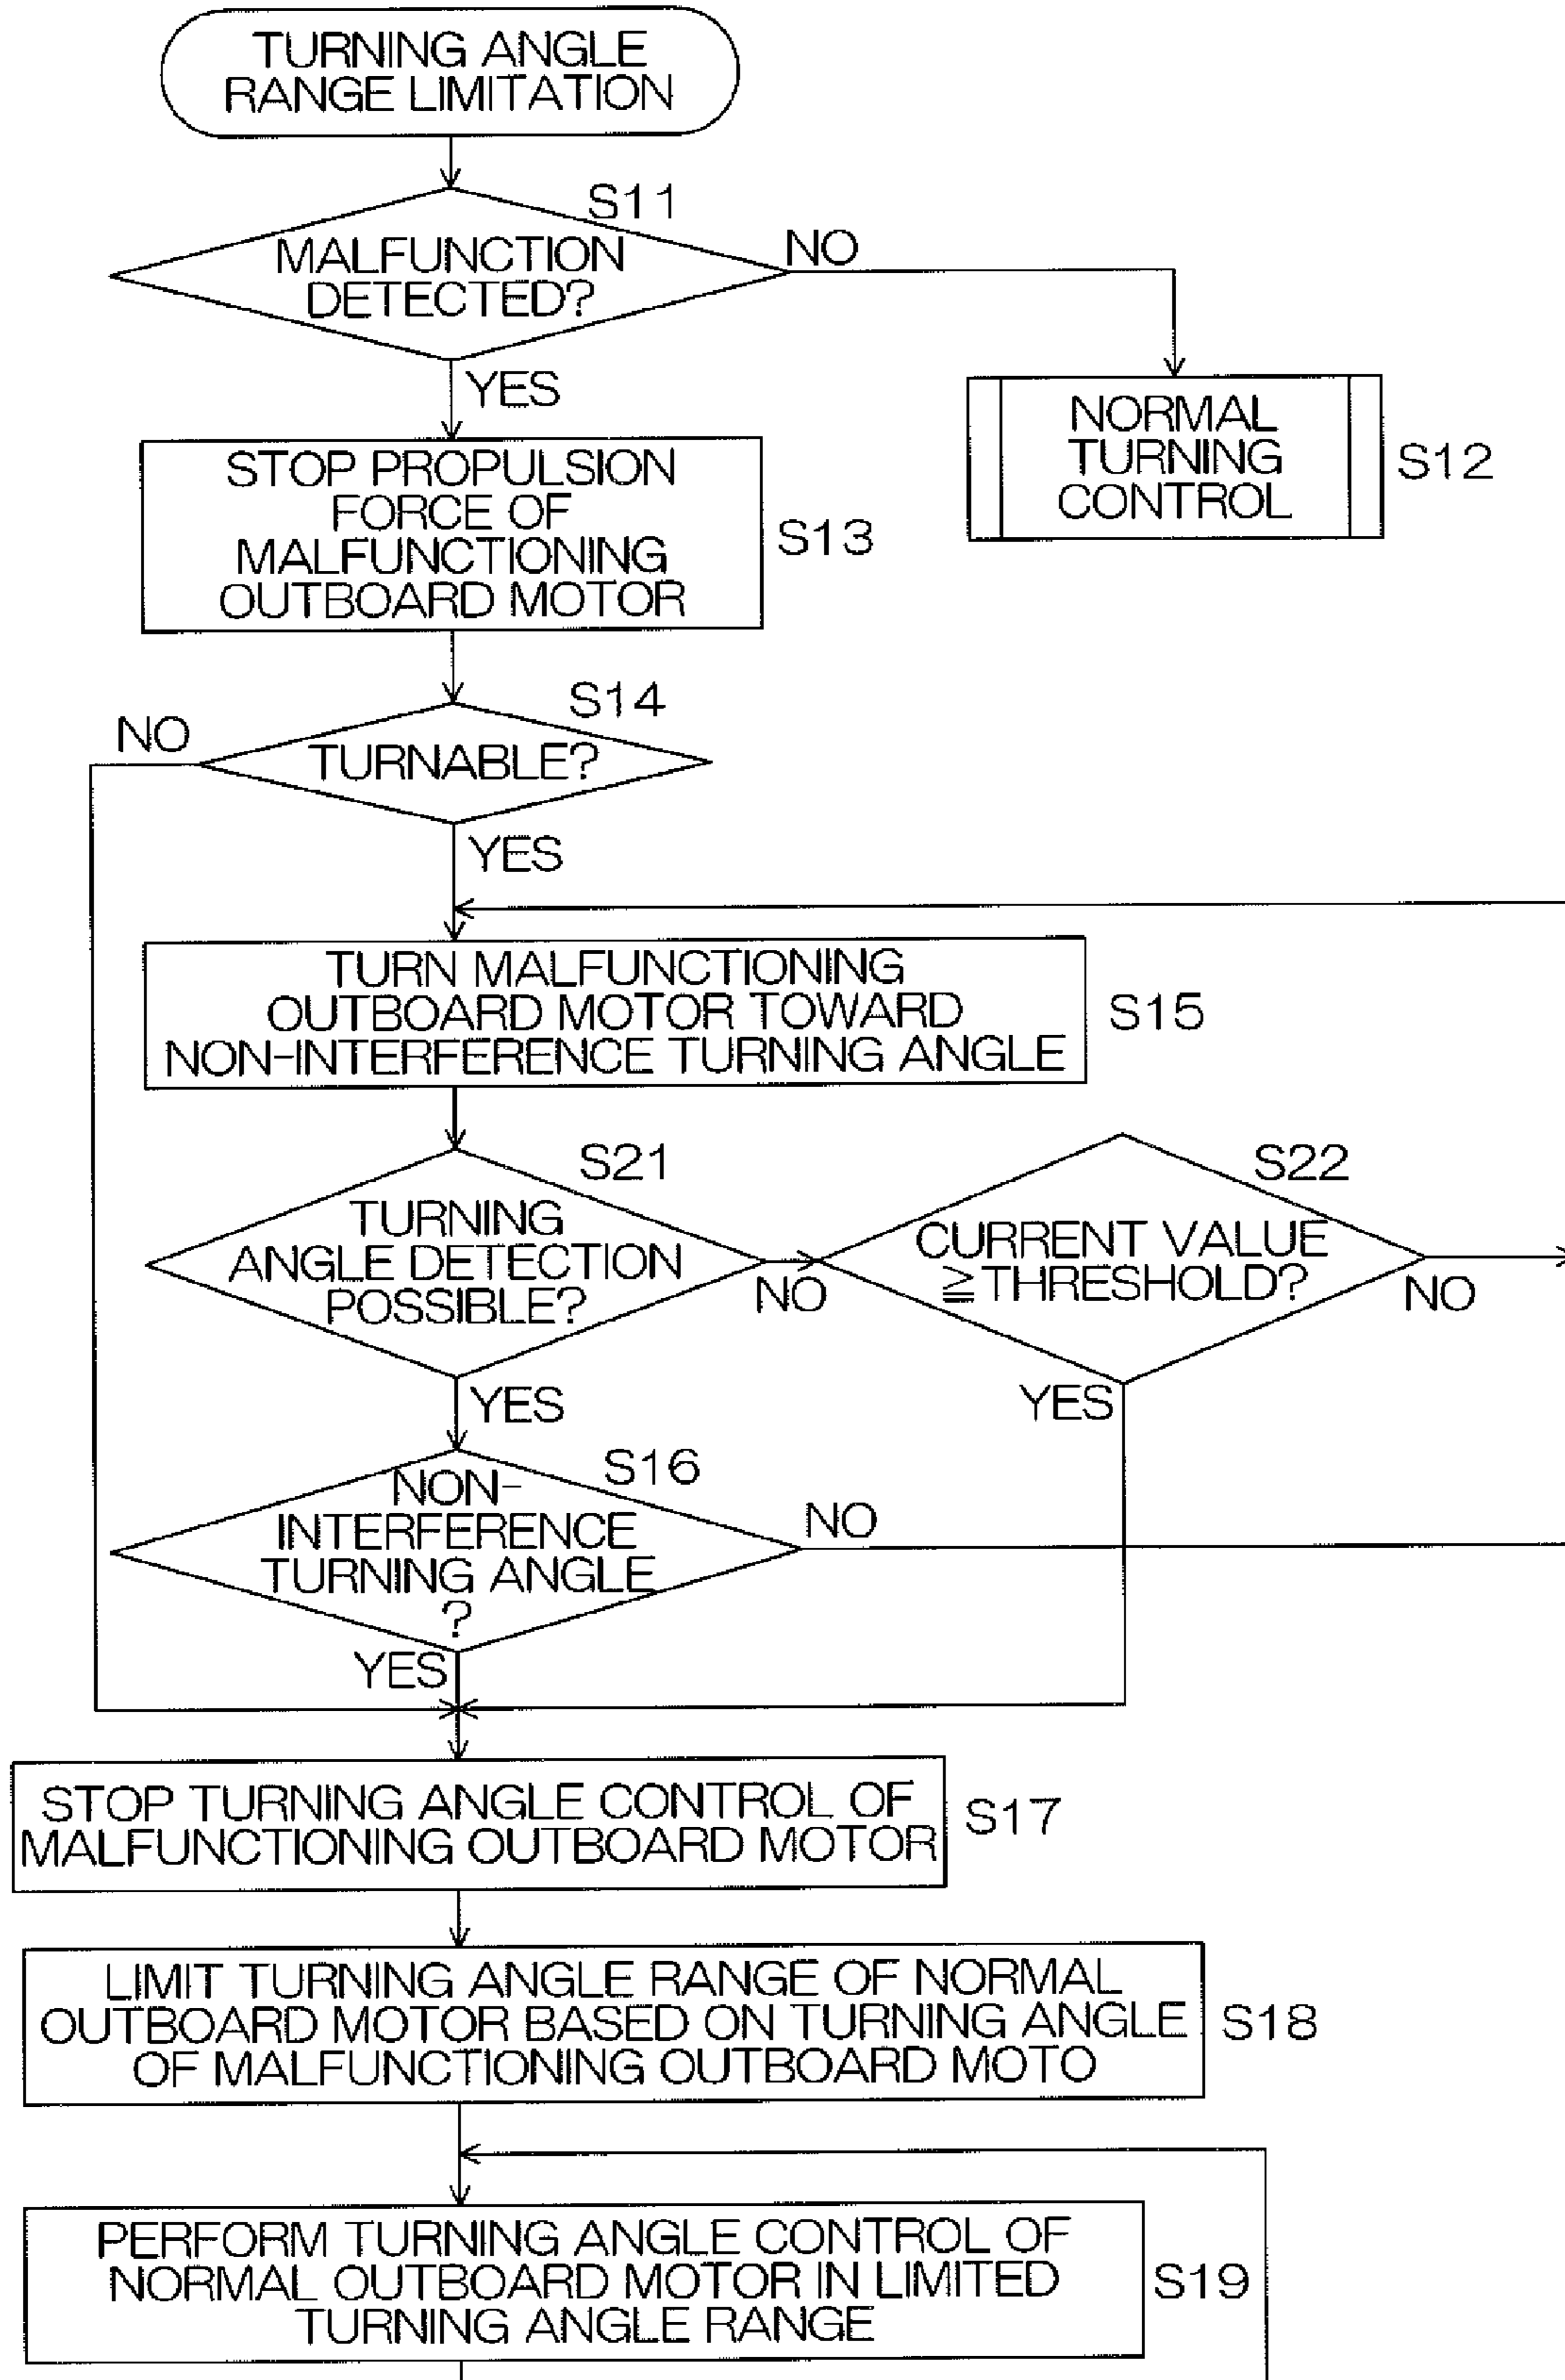 TURNING ANGLE
RANGE LIMITATION
S11
MALFUNCTION
DETECTED?
NO
YES
NORMAL
TURNING
CONTROL
S12
STOP PROPULSION
FORCE OF
MALFUNCTIONING
OUTBOARD MOTOR
S13
S14
NO
TURNABLE?
YES
TURN MALFUNCTIONING
OUTBOARD MOTOR TOWARD
NON-INTERFERENCE TURNING ANGLE
S15
S21
TURNING
ANGLE DETECTION
POSSIBLE?
NO
YES
S22
CURRENT VALUE
≧THRESHOLD?
NO
YES
S16
NON-
INTERFERENCE
TURNING ANGLE
?
NO
YES
STOP TURNING ANGLE CONTROL OF
MALFUNCTIONING OUTBOARD MOTOR
S17
LIMIT TURNING ANGLE RANGE OF NORMAL
OUTBOARD MOTOR BASED ON TURNING ANGLE
OF MALFUNCTIONING OUTBOARD MOTO
S18
PERFORM TURNING ANGLE CONTROL OF
NORMAL OUTBOARD MOTOR IN LIMITED
TURNING ANGLE RANGE
S19